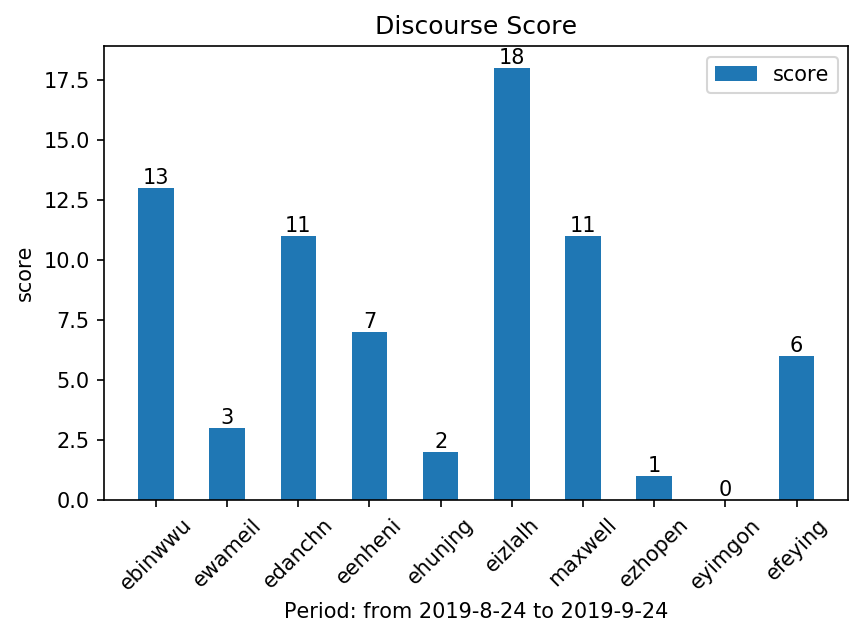 Discourse Score
score
18
17.5
15.0
13
12.5
11
11
10.0
score
7.5
7
6
5.0
3
2.5
2
1
0
0.0
ebinwwu
ewameil
edanchn
eenheni
ehunjng
eizlalh
maxwell
ezhopen
eyimgon
efeying
Period: from 2019-8-24 to 2019-9-24